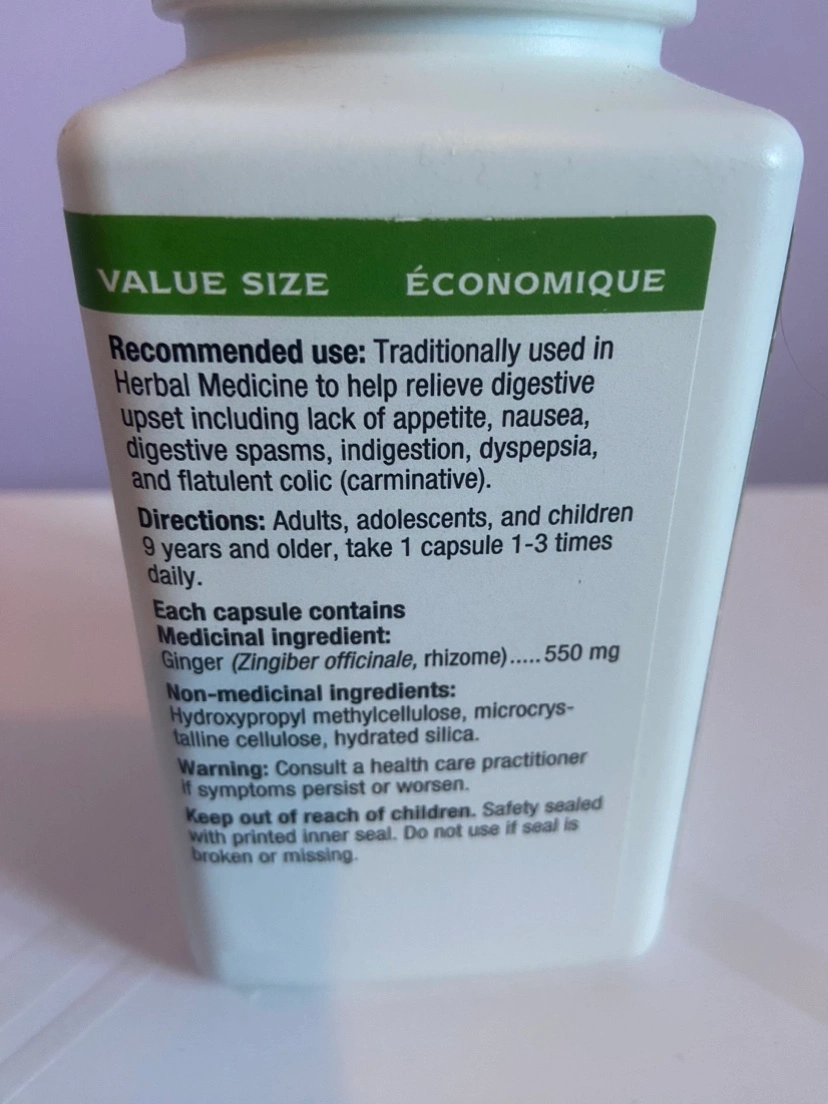 VALUE SIZE ÉCONOMIQUE
Recommended use: Traditionally used in
Herbal Medicine to help relieve digestive
upset including lack of appetite, nausea,
digestive spasms, indigestion, dyspepsia,
and flatulent colic (carminative).
Directions: Adults, adolescents, and children
9 years and older, take 1 capsule 1-3 times
daily.
Each capsule contains
Medicinal ingredient:
Ginger (Zingiber officinale, rhizome).....550 mg
Non-medicinal ingredients:
Hydroxypropyl methylcellulose, microcrys-
talline cellulose, hydrated silica.
Warning: Consult a health care practitioner
if symptoms persist or worsen.
Keep out of reach of children. Safety sealed
with printed inner seal. Do not use if seal is
broken or missing.